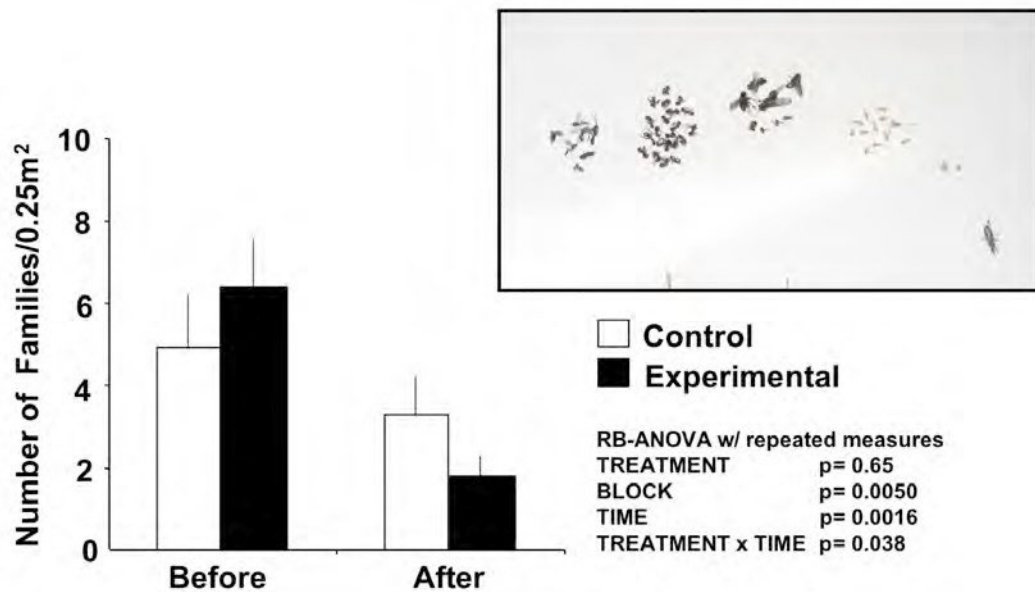 Number of Families/0.25m²
10
8
6
4
2
0
Before After
Control
Experimental
RB-ANOVA w/ repeated measures
TREATMENT p= 0.65
BLOCK p= 0.0050
TIME p= 0.0016
TREATMENT x TIME p= 0.038